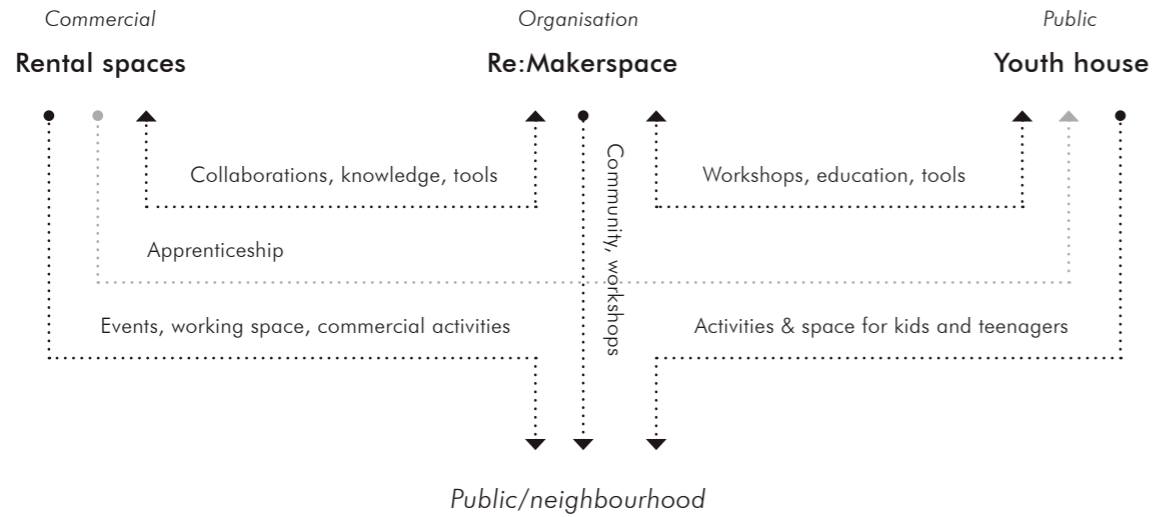 Commercial
Organisation
Public
Rental spaces
Re:Makerspace
Youth house
Collaborations, knowledge, tools
Community, workshops
Workshops, education, tools
Apprenticeship
Events, working space, commercial activities
Activities & space for kids and teenagers
Public/neighbourhood